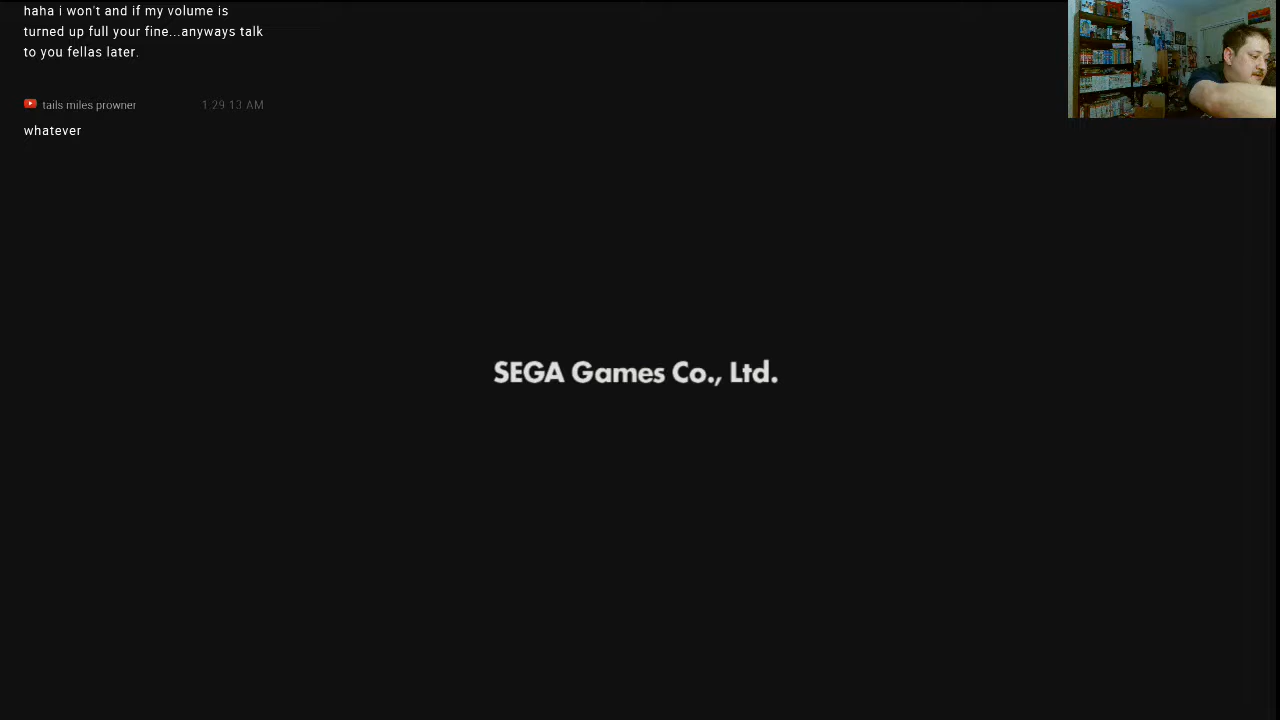 haha i won't and if my volume is
turned up full your fine...anyways talk
to you fellas later.
tails miles prowner 1:29:13 AM
whatever
SEGA Games Co., Ltd.